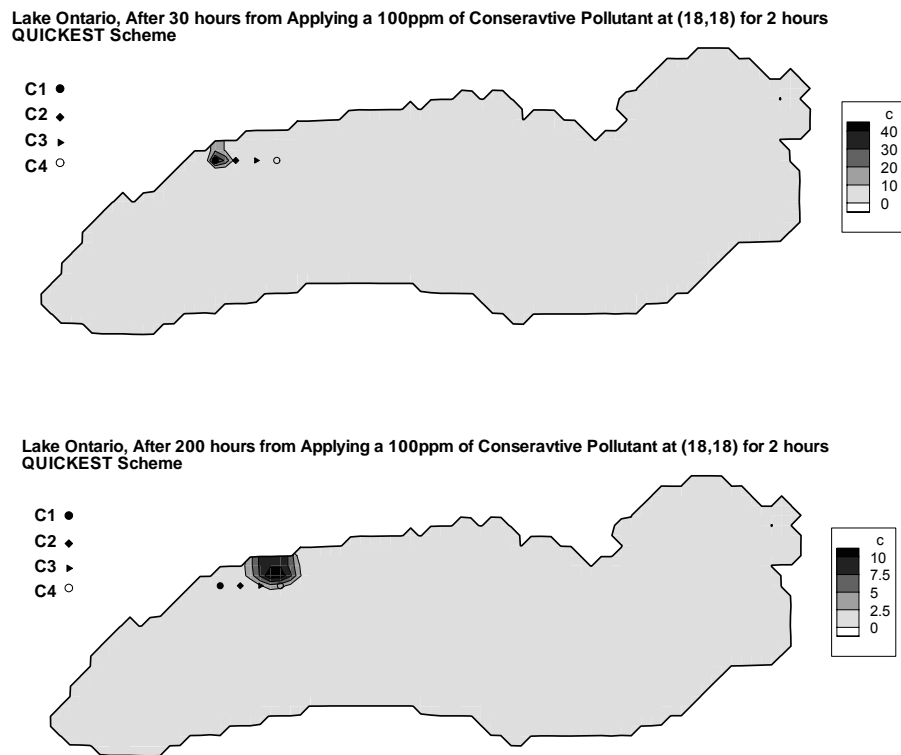 Lake Ontario, After 30 hours from Applying a 100ppm of Conseravtive Pollutant at (18,18) for 2 hours
QUICKEST Scheme
C1
C2
C3
C4
c
40
30
20
10
0
Lake Ontario, After 200 hours from Applying a 100ppm of Conseravtive Pollutant at (18,18) for 2 hours
QUICKEST Scheme
C1
C2
C3
C4
c
10
7.5
5
2.5
0